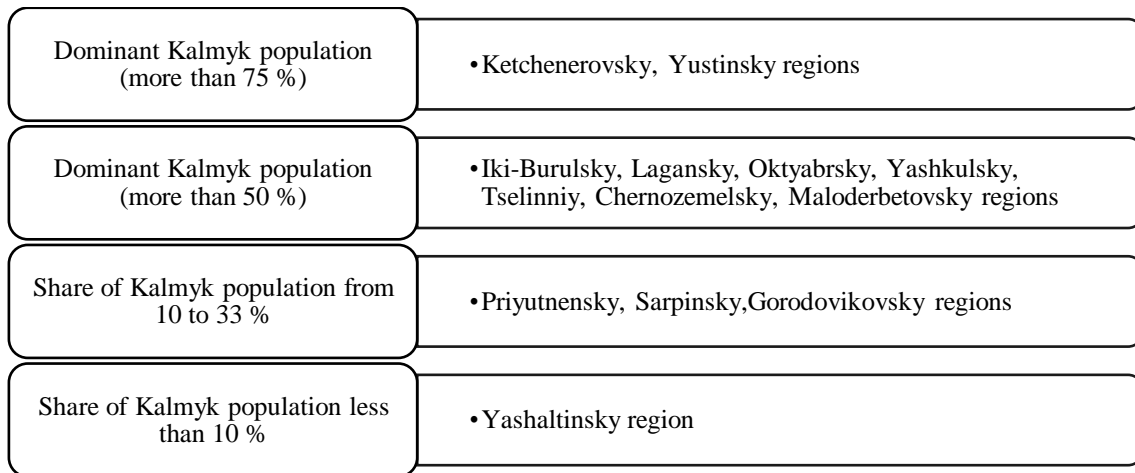 Dominant Kalmyk population
(more than 75 %)
•Ketchenerovsky, Yustinsky regions
Dominant Kalmyk population
(more than 50 %)
•Iki-Burulsky, Lagansky, Oktyabrsky, Yashkulsky,
Tselinniy, Chernozemelsky, Maloderbetovsky regions
Share of Kalmyk population from
10 to 33 %
•Priyutnensky, Sarpinsky,Gorodovikovsky regions
Share of Kalmyk population less
than 10 %
•Yashaltinsky region